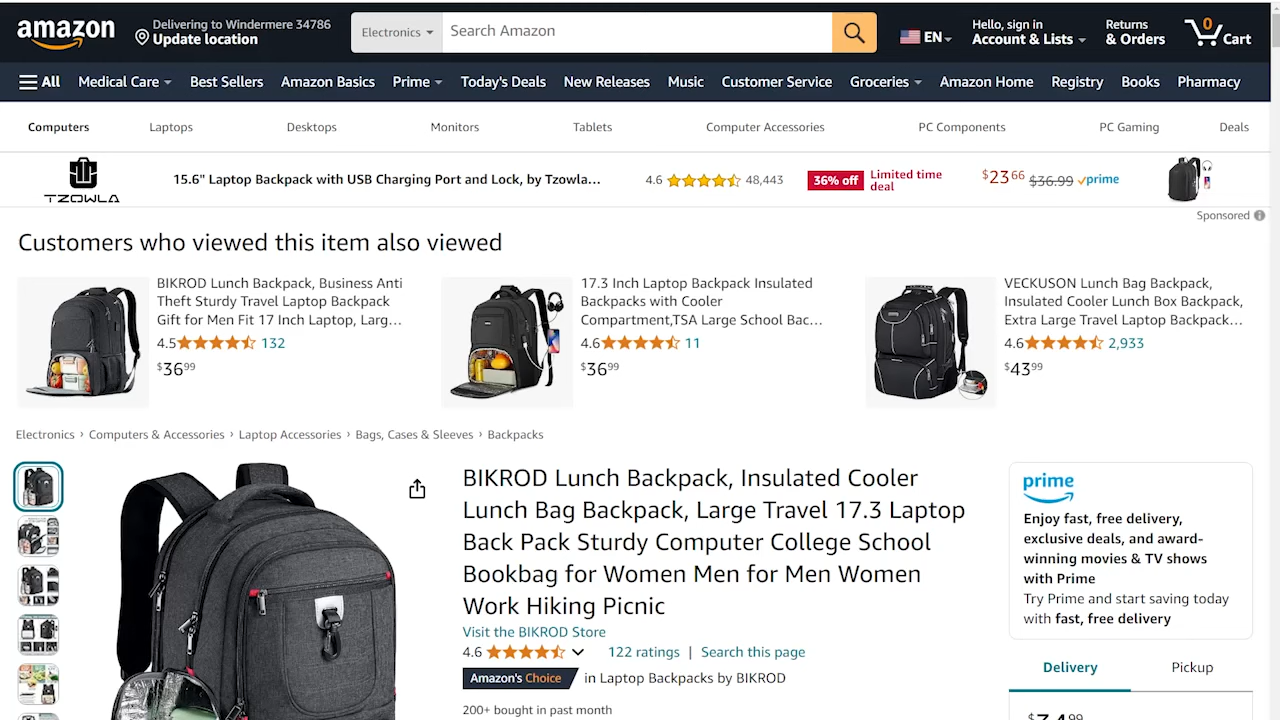 amazon
Delivering to Windermere 34786
Update location
Electronics
Search Amazon
EN
Hello, sign in
Account & Lists
Returns
& Orders
0
Cart
All
Medical Care
Best Sellers
Amazon Basics
Prime
Today's Deals
New Releases
Music
Customer Service
Groceries
Amazon Home
Registry
Books
Pharmacy
Computers
Laptops
Desktops
Monitors
Tablets
Computer Accessories
PC Components
PC Gaming
Deals
TZOWLA
15.6" Laptop Backpack with USB Charging Port and Lock, by Tzowla...
4.6
48,443
36% off
Limited time
deal
$23 66
$36.99
prime
Sponsored
Customers who viewed this item also viewed
BIKROD Lunch Backpack, Business Anti
Theft Sturdy Travel Laptop Backpack
Gift for Men Fit 17 Inch Laptop, Larg...
4.5
132
$36 99
17.3 Inch Laptop Backpack Insulated
Backpacks with Cooler
Compartment,TSA Large School Bac...
4.6
11
$36 99
VECKUSON Lunch Bag Backpack,
Insulated Cooler Lunch Box Backpack,
Extra Large Travel Laptop Backpack...
4.6
2,933
$43 99
Electronics › Computers & Accessories › Laptop Accessories › Bags, Cases & Sleeves › Backpacks
BIKROD Lunch Backpack, Insulated Cooler
Lunch Bag Backpack, Large Travel 17.3 Laptop
Back Pack Sturdy Computer College School
Bookbag for Women Men for Men Women
Work Hiking Picnic
Visit the BIKROD Store
4.6
122 ratings | Search this page
Amazon's Choice in Laptop Backpacks by BIKROD
200+ bought in past month
prime
Enjoy fast, free delivery,
exclusive deals, and award-
winning movies & TV shows
with Prime
Try Prime and start saving today
with fast, free delivery
Delivery
Pickup